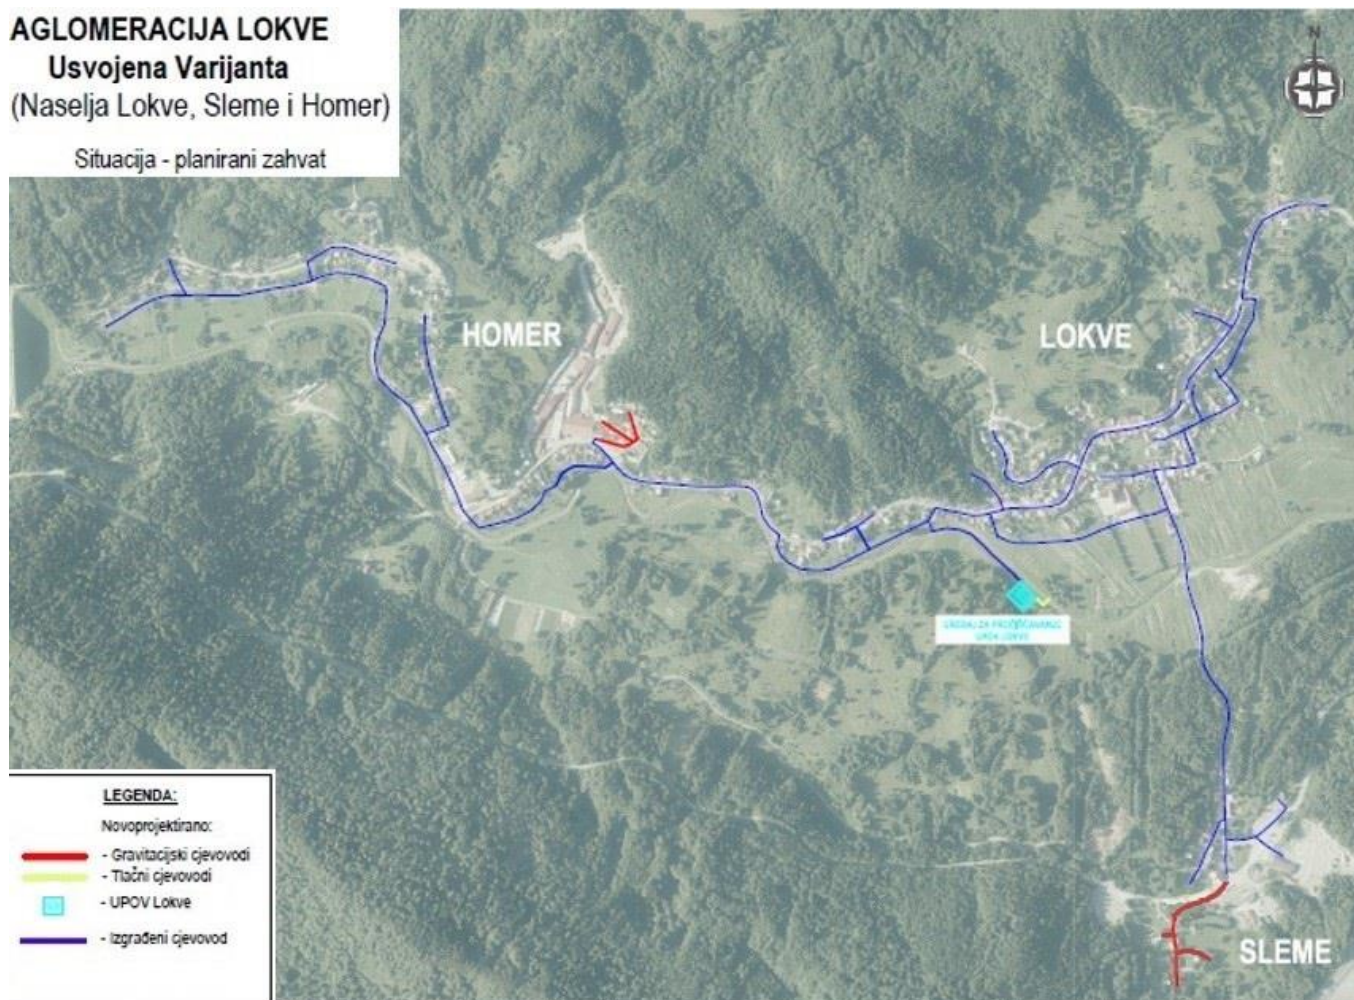 AGLOMERACIJA LOKVE
Usvojena Varijanta
(Naselja Lokve, Sleme i Homer)
Situacija - planirani zahvat
N
HOMER
LOKVE
SLEME
LEGENDA:
Novoprojektirano:
- Gravitacijski cjevovodi
- Tlačni cjevovodi
- UPOV Lokve
- Izgrađeni cjevovod